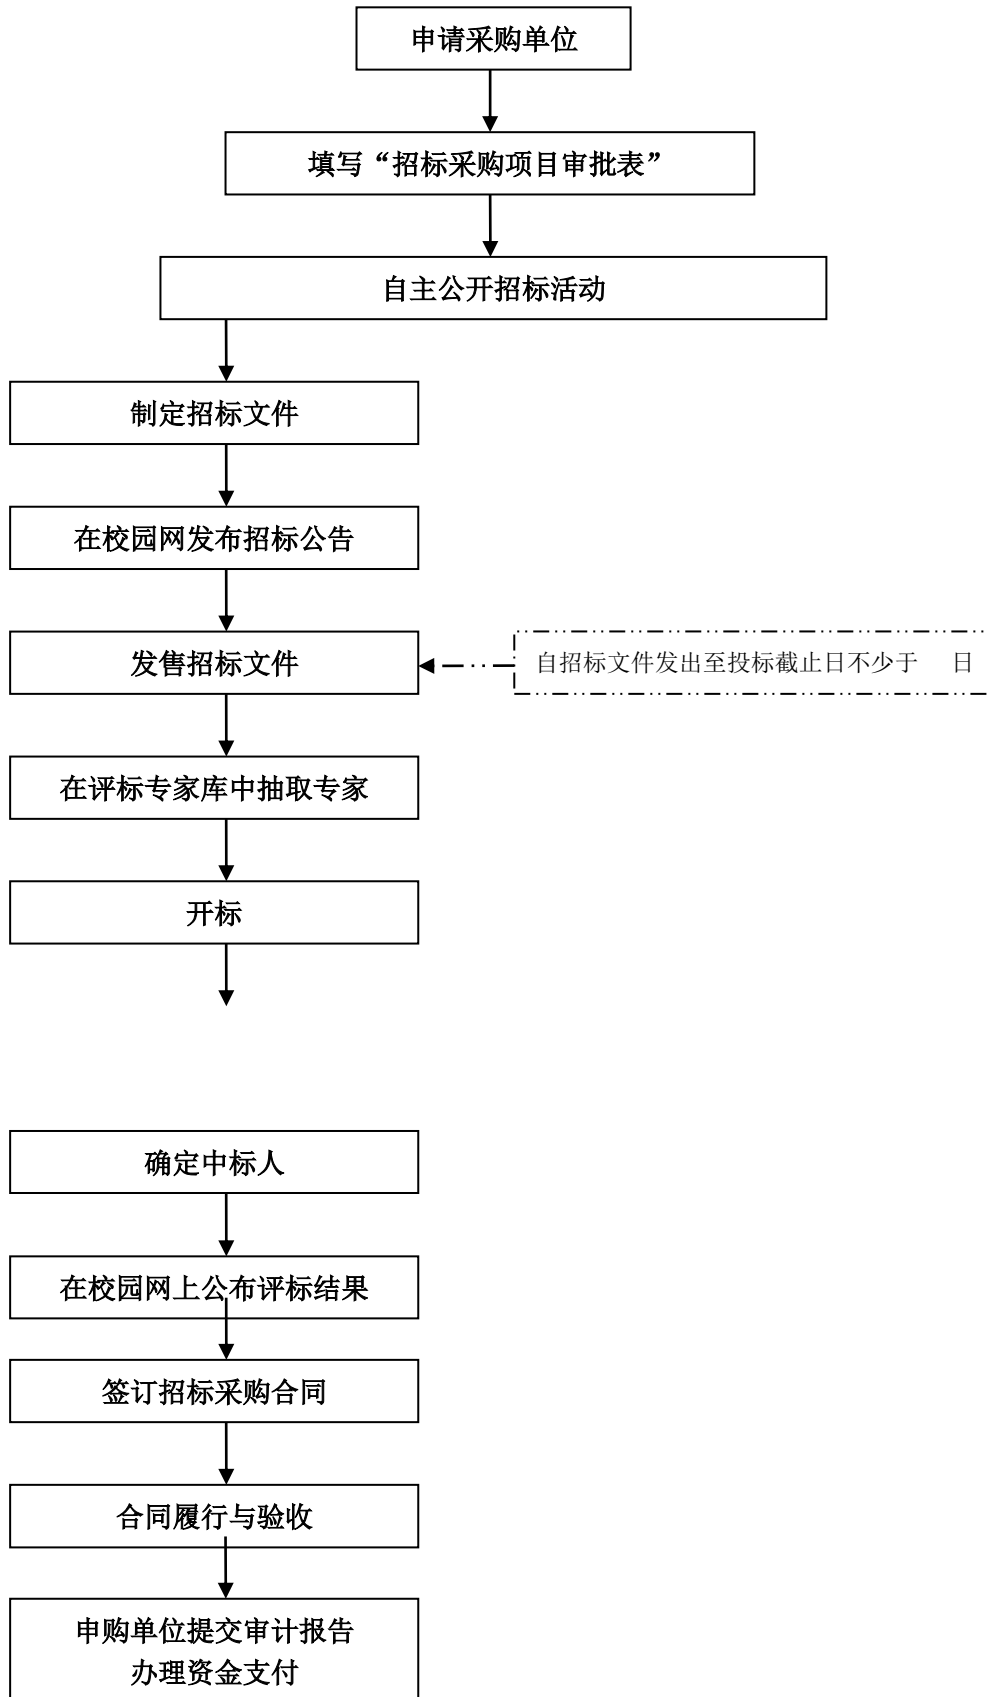 申请采购单位
填写“招标采购项目审批表”
自主公开招标活动
制定招标文件
在校园网发布招标公告
发售招标文件
自招标文件发出至投标截止日不少于 日
在评标专家库中抽取专家
开标
确定中标人
在校园网上公布评标结果
签订招标采购合同
合同履行与验收
申购单位提交审计报告
办理资金支付